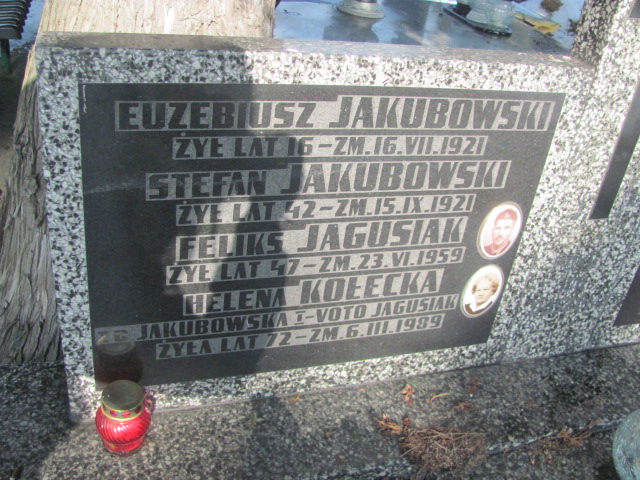 EUZEBIUSZ JAKUBOWSKI
ŻYŁ LAT 16 – ZM. 16. VII. 1921
STEFAN JAKUBOWSKI
ŻYŁ LAT 42 – ZM. 15. IX. 1921
FELIKS JAGUSIAK
ŻYŁ LAT 47 – ZM. 23. VI. 1959
HELENA KOŁECKA
ZD. JAKUBOWSKA I-VOTO JAGUSIAK
ŻYŁA LAT 72 – ZM. 6. III. 1989